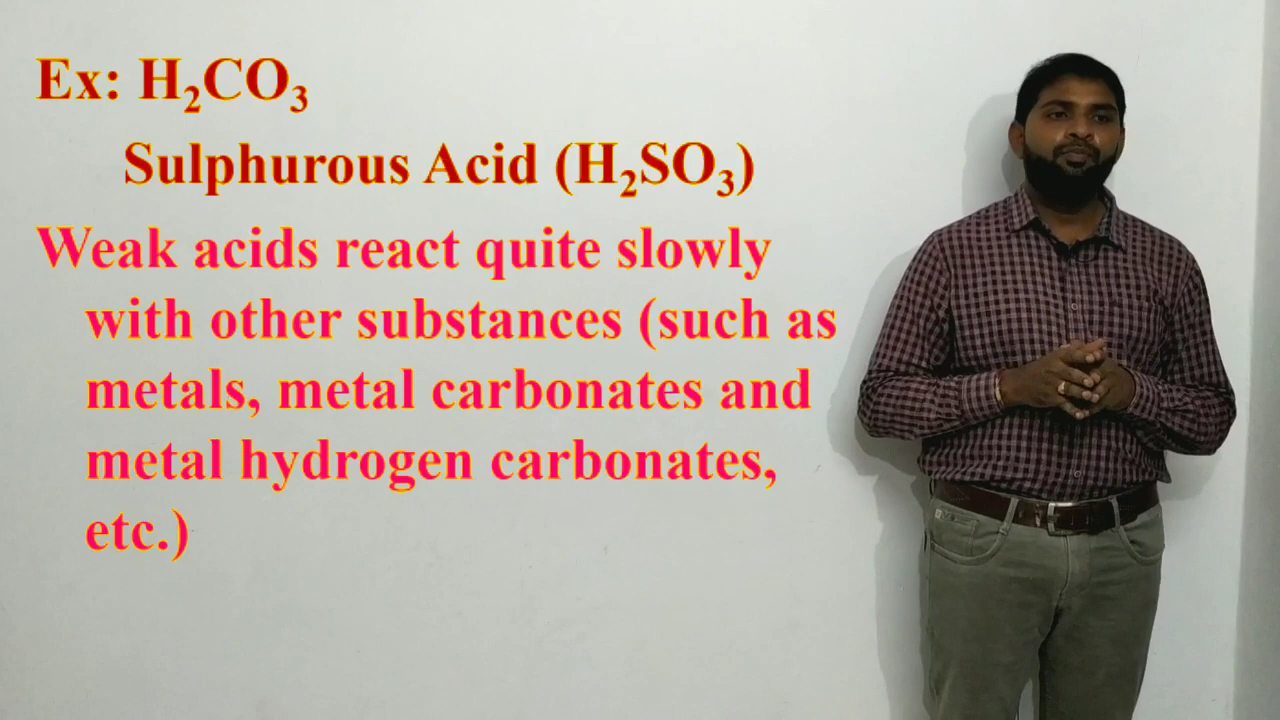 Ex: H₂CO₃
Sulphurous Acid (H₂SO₃)
Weak acids react quite slowly
with other substances (such as
metals, metal carbonates and
metal hydrogen carbonates,
etc.)